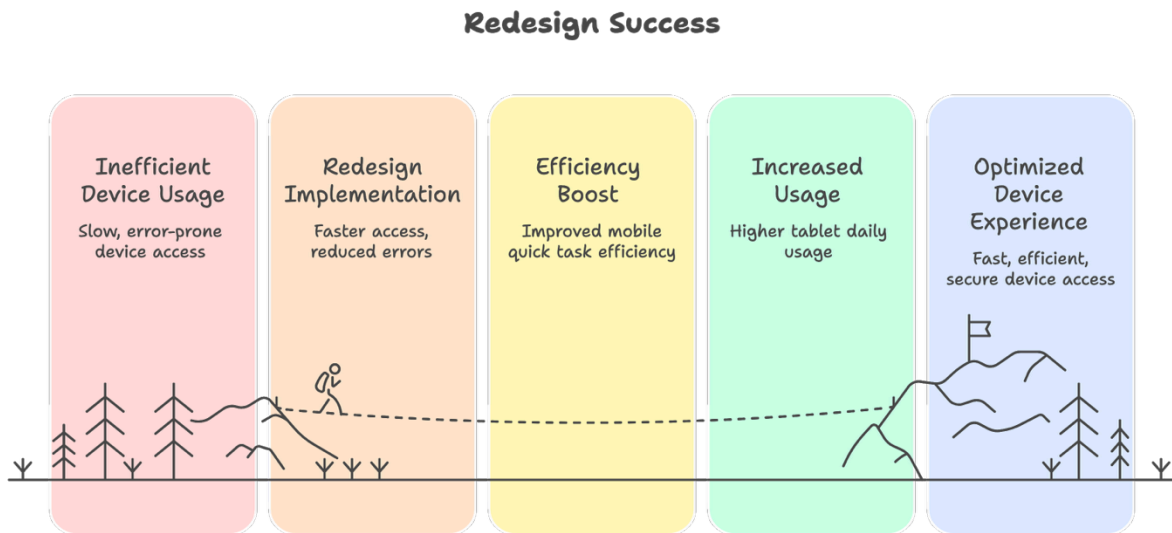 Redesign Success
Inefficient
Device Usage
Slow, error-prone
device access
Redesign
Implementation
Faster access,
reduced errors
Efficiency
Boost
Improved mobile
quick task efficiency
Increased
Usage
Higher tablet daily
usage
Optimized
Device
Experience
Fast, efficient,
secure device access